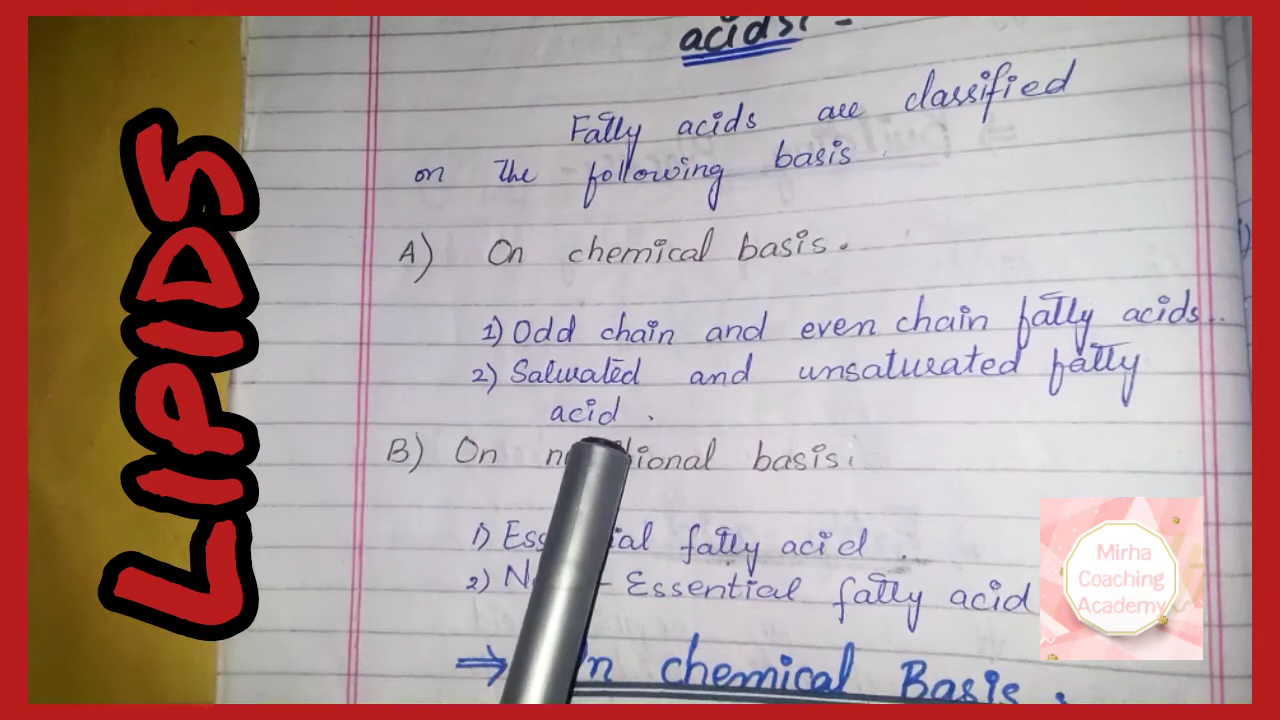 LIPIDS
acids:-
Fatty acids are classified
on the following basis.
A) On chemical basis.
1) Odd chain and even chain fatty acids.
2) Saturated and unsaturated fatty
acid.
B) On basis.
1) fatty acid.
2) - Essential fatty acid
⇒ chemical Basis.
Mirha
Coaching
Academy